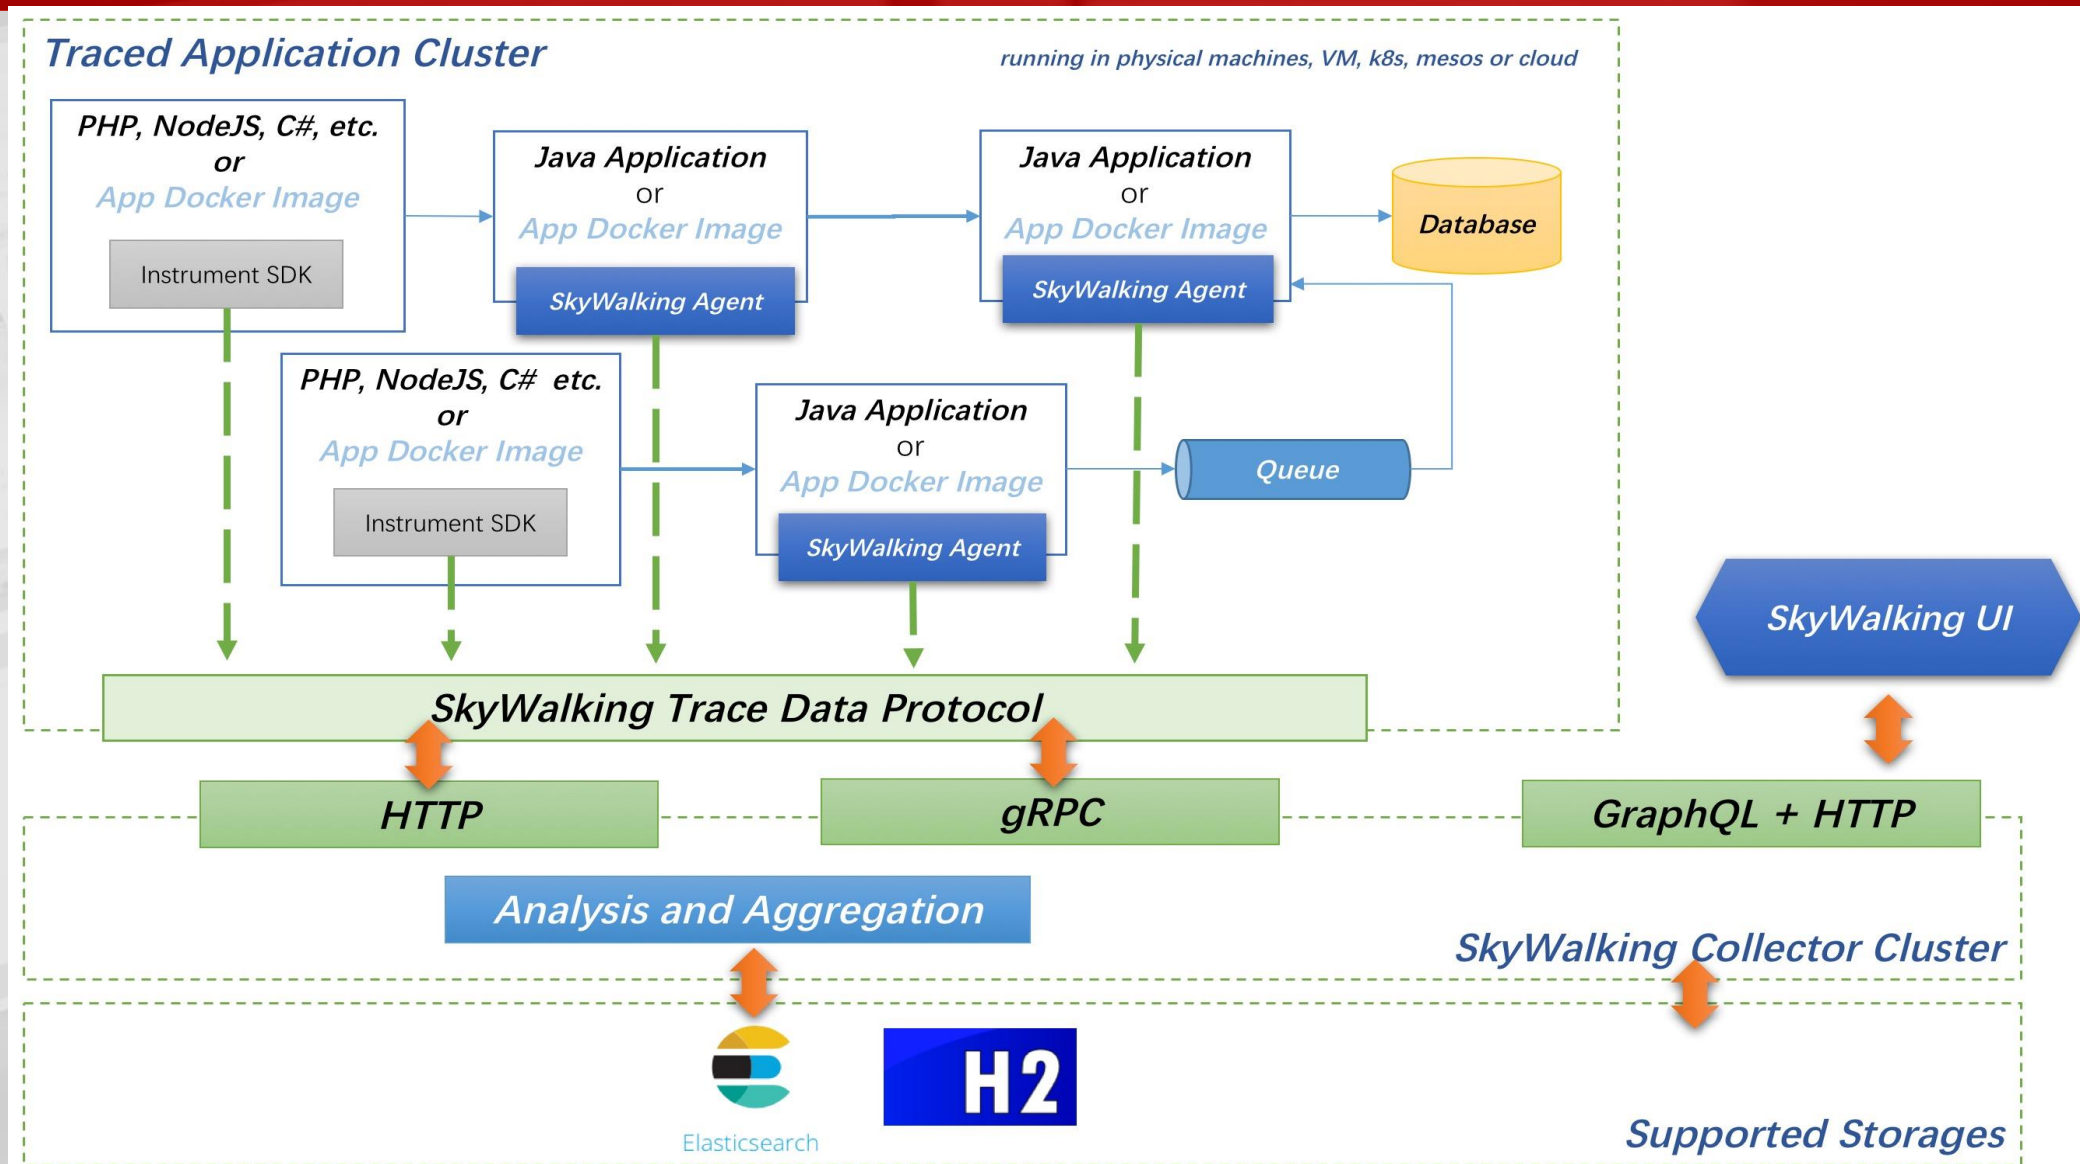 Traced Application Cluster
running in physical machines, VM, k8s, mesos or cloud
PHP, NodeJS, C#, etc.
or
App Docker Image
Instrument SDK
Java Application
or
App Docker Image
SkyWalking Agent
Java Application
or
App Docker Image
SkyWalking Agent
Database
PHP, NodeJS, C#  etc.
or
App Docker Image
Instrument SDK
Java Application
or
App Docker Image
SkyWalking Agent
Queue
SkyWalking UI
SkyWalking Trace Data Protocol
HTTP
gRPC
GraphQL + HTTP
Analysis and Aggregation
SkyWalking Collector Cluster
H2
Elasticsearch
Supported Storages